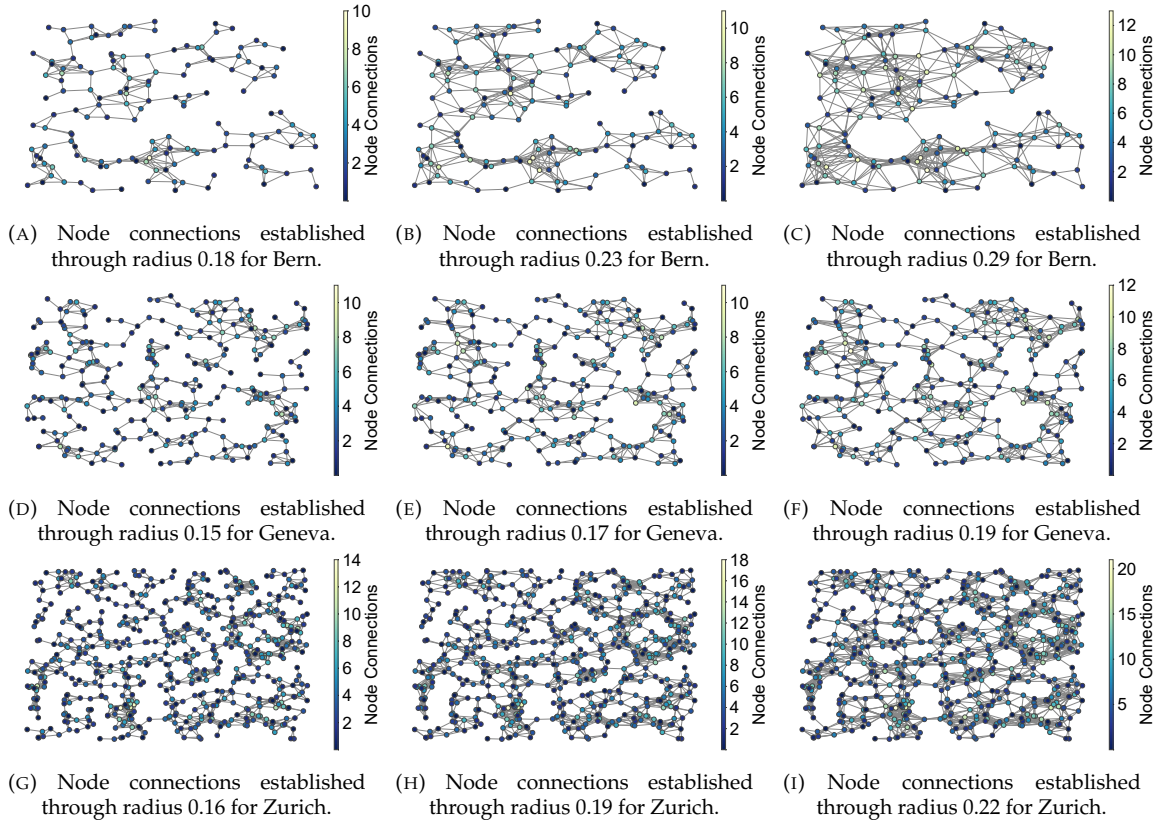 10
8
6
4
2
Node Connections
10
8
6
4
2
Node Connections
12
10
8
6
4
2
Node Connections
(A) Node connections established
through radius 0.18 for Bern.
(B) Node connections established
through radius 0.23 for Bern.
(C) Node connections established
through radius 0.29 for Bern.
10
8
6
4
2
Node Connections
10
8
6
4
2
Node Connections
12
10
8
6
4
2
Node Connections
(D) Node connections established
through radius 0.15 for Geneva.
(E) Node connections established
through radius 0.17 for Geneva.
(F) Node connections established
through radius 0.19 for Geneva.
14
12
10
8
6
4
2
Node Connections
18
16
14
12
10
8
6
4
2
Node Connections
20
15
10
5
Node Connections
(G) Node connections established
through radius 0.16 for Zurich.
(H) Node connections established
through radius 0.19 for Zurich.
(I) Node connections established
through radius 0.22 for Zurich.